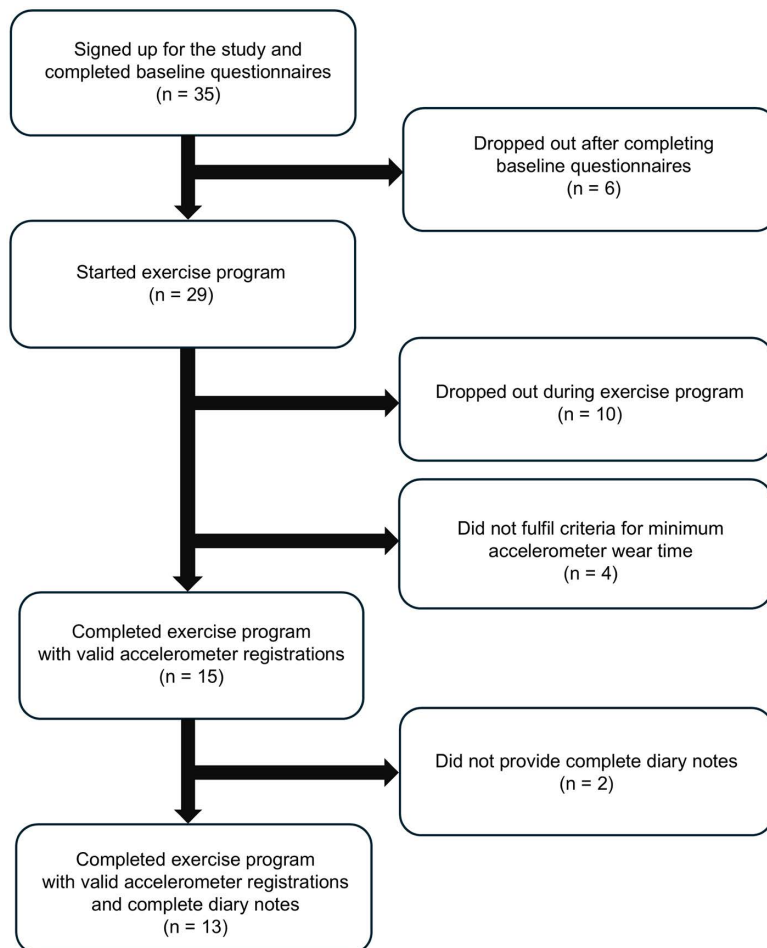 Signed up for the study and
completed baseline questionnaires
(n = 35)
Dropped out after completing
baseline questionnaires
(n = 6)
Started exercise program
(n = 29)
Dropped out during exercise program
(n = 10)
Did not fulfil criteria for minimum
accelerometer wear time
(n = 4)
Completed exercise program
with valid accelerometer registrations
(n = 15)
Did not provide complete diary notes
(n = 2)
Completed exercise program
with valid accelerometer registrations
and complete diary notes
(n = 13)